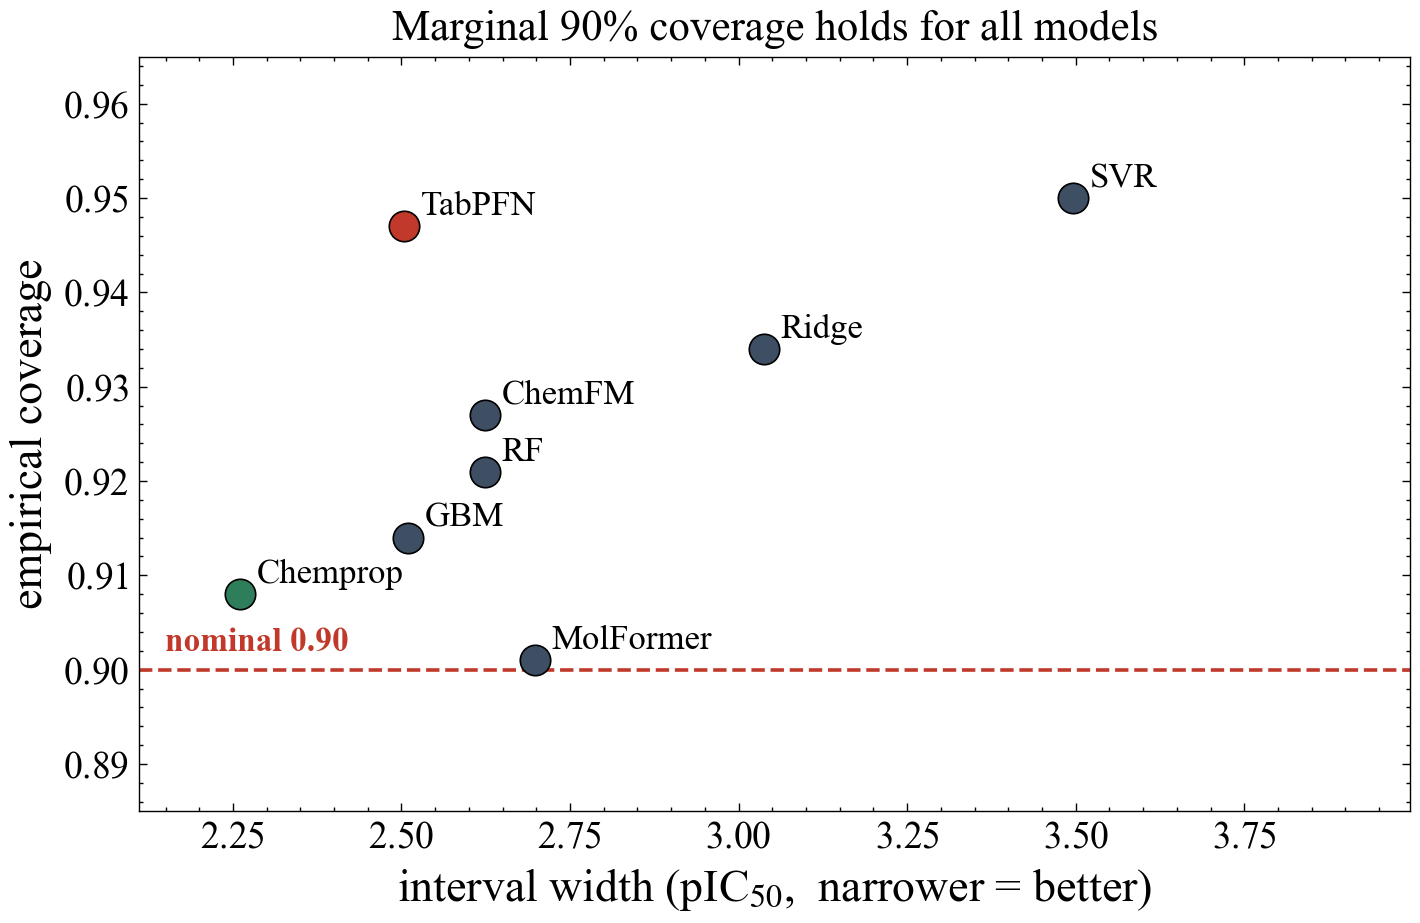 Marginal 90% coverage holds for all models
0.96
0.95
0.94
0.93
0.92
0.91
0.90
0.89
empirical coverage
SVR
TabPFN
Ridge
ChemFM
RF
GBM
Chemprop
MolFormer
nominal 0.90
2.25 2.50 2.75 3.00 3.25 3.50 3.75
interval width (pIC₅₀, narrower = better)